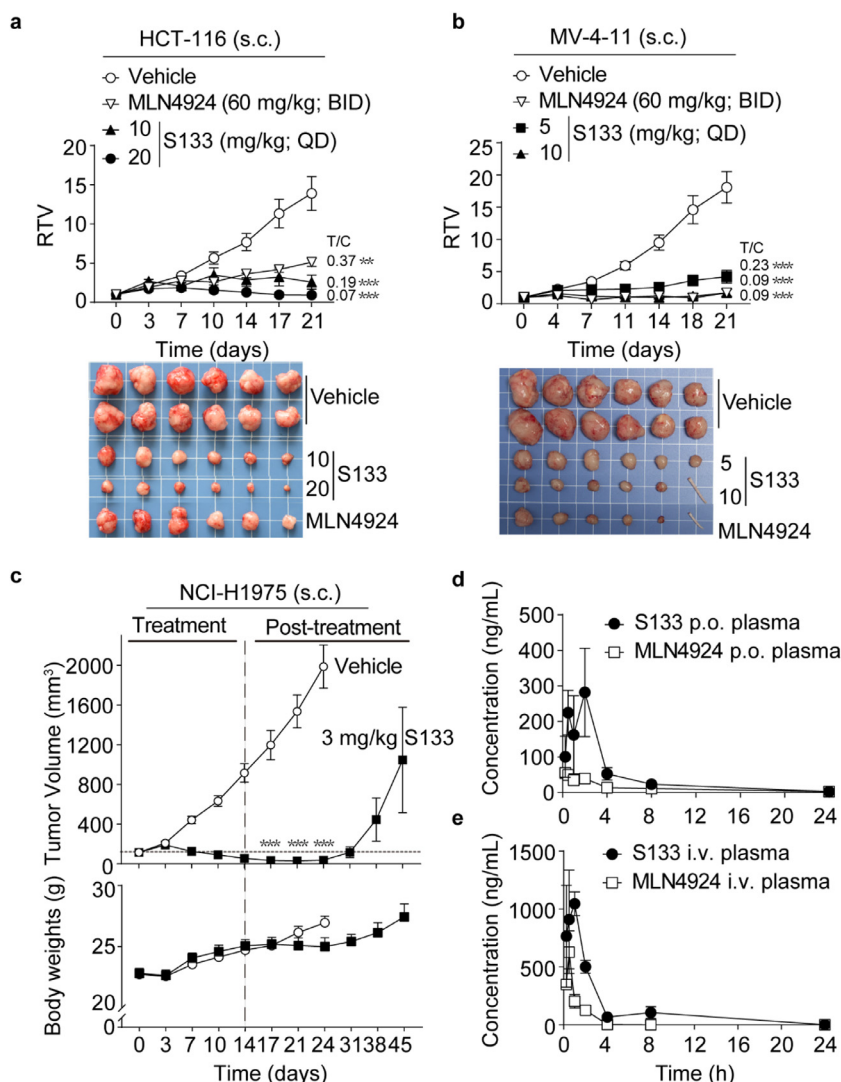 a
HCT-116 (s.c.)
Vehicle
MLN4924 (60 mg/kg; BID)
10
20
S133 (mg/kg; QD)
RTV
20
15
10
5
0
T/C
0.37 **
0.19 ***
0.07 ***
0 3 7 10 14 17 21
Time (days)
Vehicle
10
20
S133
MLN4924
b
MV-4-11 (s.c.)
Vehicle
MLN4924 (60 mg/kg; BID)
5
10
S133 (mg/kg; QD)
RTV
25
20
15
10
5
0
T/C
0.23 ***
0.09 ***
0.09 ***
0 4 7 11 14 18 21
Time (days)
Vehicle
5
10
S133
MLN4924
c
NCI-H1975 (s.c.)
Treatment Post-treatment
Tumor Volume (mm³)
2000
1600
1200
800
400
0
Vehicle
3 mg/kg S133
*** *** ***
Body weights (g)
30
25
20
0
0 3 7 10 14 17 21 24 31 38 45
Time (days)
d
Concentration (ng/mL)
500
400
300
200
100
0
S133 p.o. plasma
MLN4924 p.o. plasma
0 4 8 12 16 20 24
e
Concentration (ng/mL)
1500
1000
500
0
S133 i.v. plasma
MLN4924 i.v. plasma
0 4 8 12 16 20 24
Time (h)